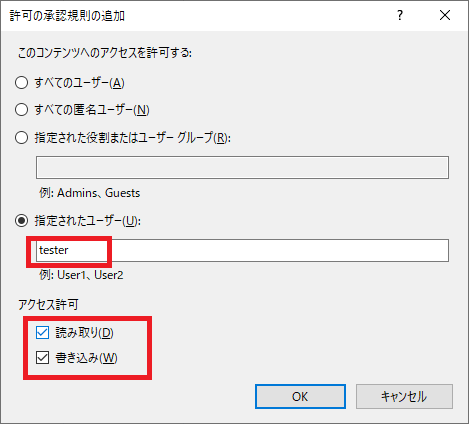 許可の承認規則の追加
このコンテンツへのアクセスを許可する:
すべてのユーザー(A)
すべての匿名ユーザー(N)
指定された役割またはユーザー グループ(R):
例: Admins、Guests
指定されたユーザー(U):
tester
例: User1、User2
アクセス許可
読み取り(D)
書き込み(W)
OK キャンセル